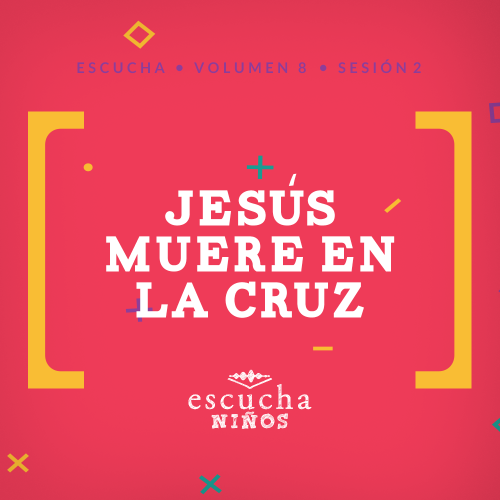 ESCUCHA • VOLUMEN 8 • SESIÓN 2
JESÚS
MUERE EN
LA CRUZ
escucha
NIÑOS